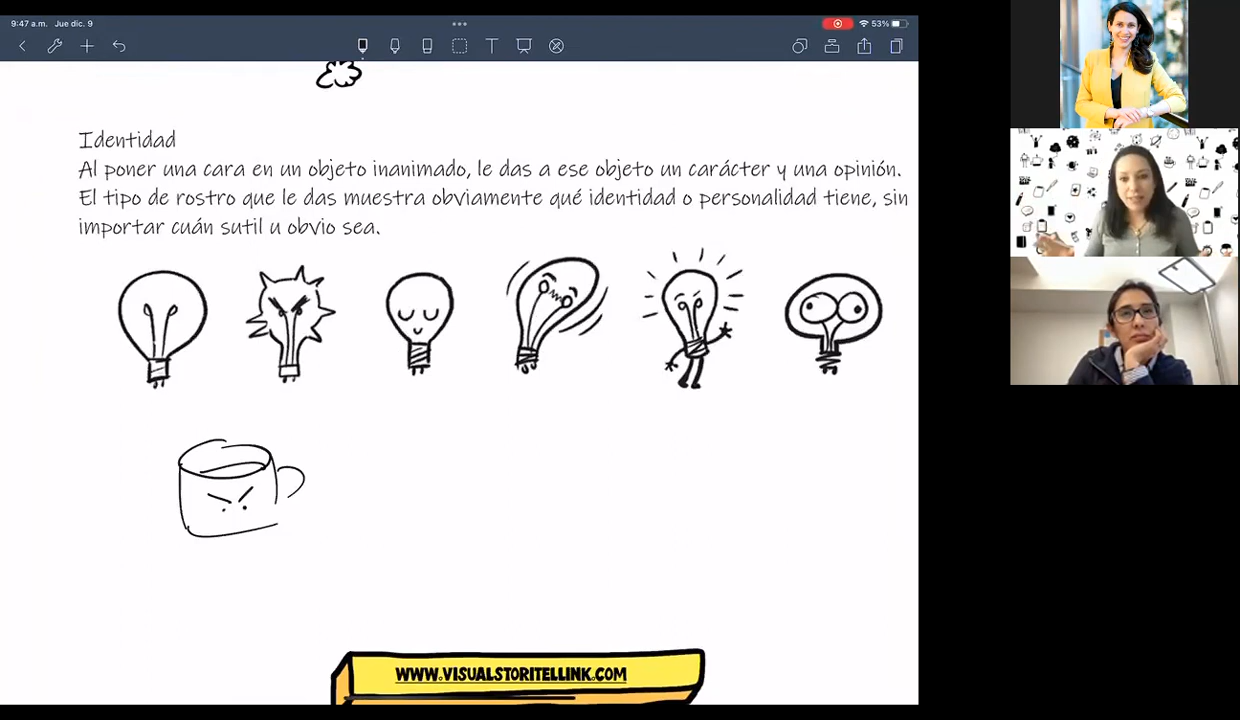 9:47 a.m. Jue dic. 9
53%
Identidad
Al poner una cara en un objeto inanimado, le das a ese objeto un carácter y una opinión.
El tipo de rostro que le das muestra obviamente qué identidad o personalidad tiene, sin
importar cuán sutil u obvio sea.
WWW.VISUALSTORITELLINK.COM